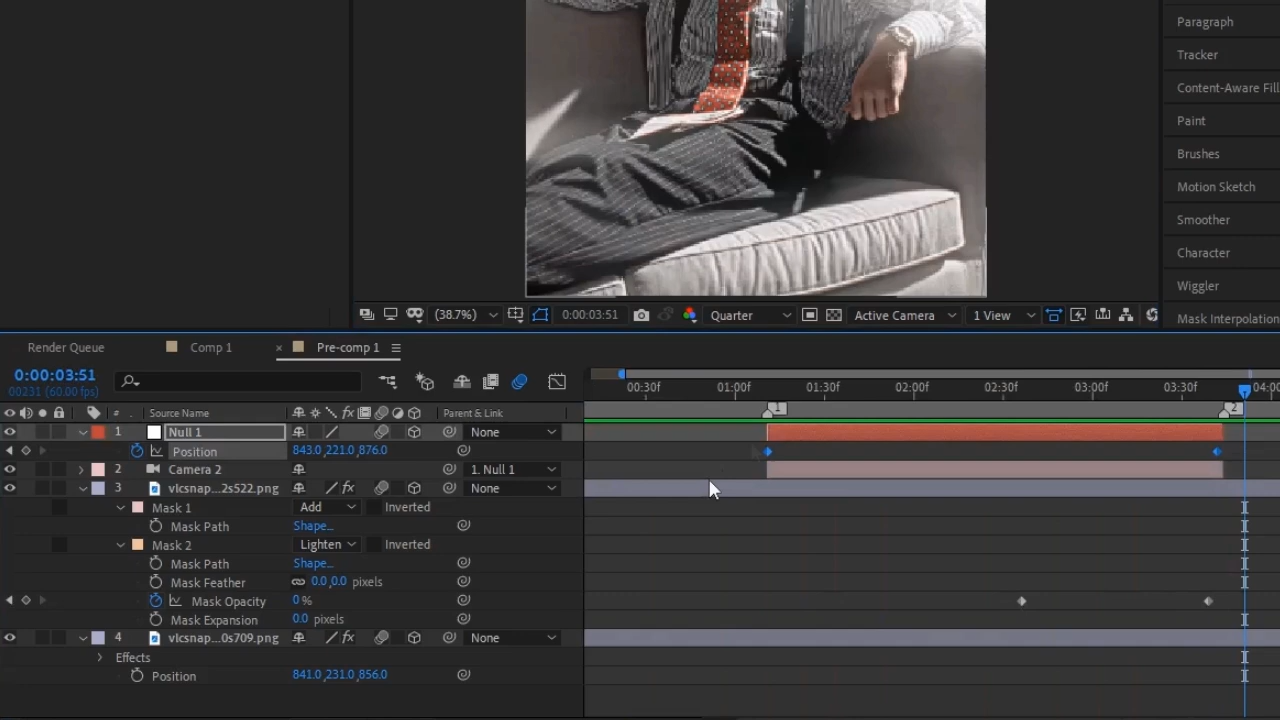 Paragraph
Tracker
Content-Aware Fill
Paint
Brushes
Motion Sketch
Smoother
Character
Wiggler
Mask Interpolation
(38.7%) 0:00:03:51 Quarter Active Camera 1 View
Render Queue Comp 1 × Pre-comp 1
0:00:03:51
00231 (60.00 fps)
00:30f 01:00f 01:30f 02:00f 02:30f 03:00f 03:30f 04:00
# Source Name fx Parent & Link 1 2
1 Null 1 None
Position 843.0,221.0,876.0
2 Camera 2 1. Null 1
3 vlcsnap...2s522.png fx None
Mask 1 Add Inverted
Mask Path Shape...
Mask 2 Lighten Inverted
Mask Path Shape...
Mask Feather 0.0,0.0 pixels
Mask Opacity 0 %
Mask Expansion 0.0 pixels
4 vlcsnap...0s709.png fx None
Effects
Position 841.0,231.0,856.0